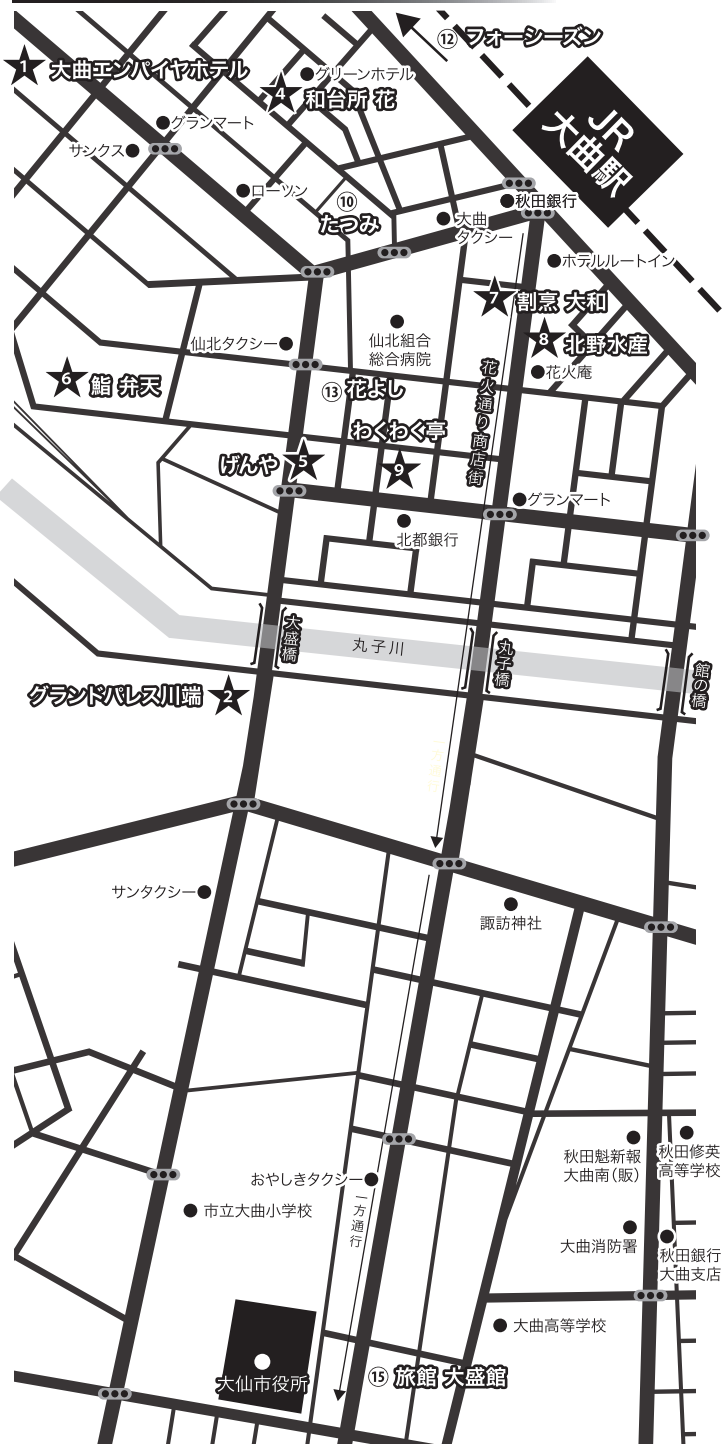 ⑫ フォーシーズン
1 大曲エンパイヤホテル
グリーンホテル
4 和台所 花
JR
大曲駅
グランマート
サンクス
ローソン
⑩
たつみ
秋田銀行
大曲
タクシー
ホテルルートイン
7 割烹 大和
仙北タクシー
仙北組合
総合病院
8 北野水産
花火庵
6 鮨 弁天
⑬ 花よし
花火通り商店街
わくわく亭
9
げんや 5
グランマート
北都銀行
大盛橋
丸子川
丸子橋
館の橋
グランドパレス川端 2
一方通行
サンタクシー
諏訪神社
秋田魁新報
大曲南(販)
秋田修英
高等学校
おやしきタクシー
一方通行
市立大曲小学校
大曲消防署
秋田銀行
大曲支店
大曲高等学校
大仙市役所
⑮ 旅館 大盛館